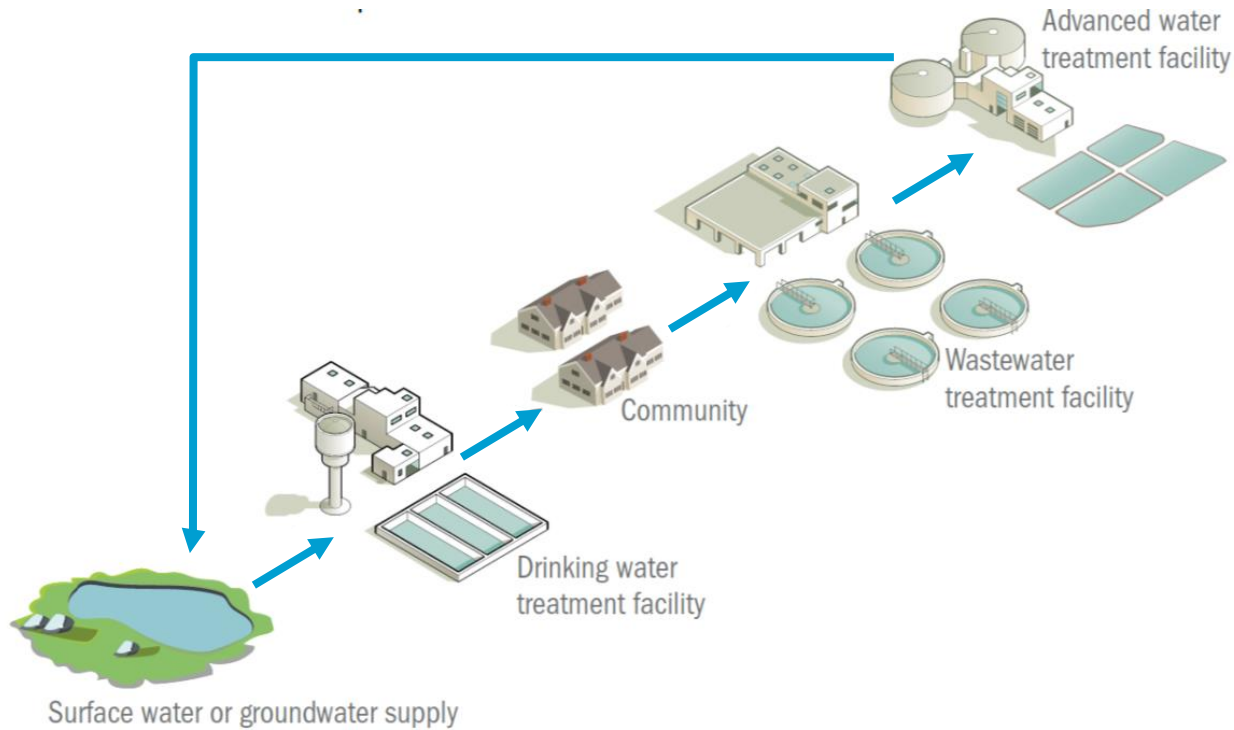 Advanced water
treatment facility
Wastewater
treatment facility
Community
Drinking water
treatment facility
Surface water or groundwater supply